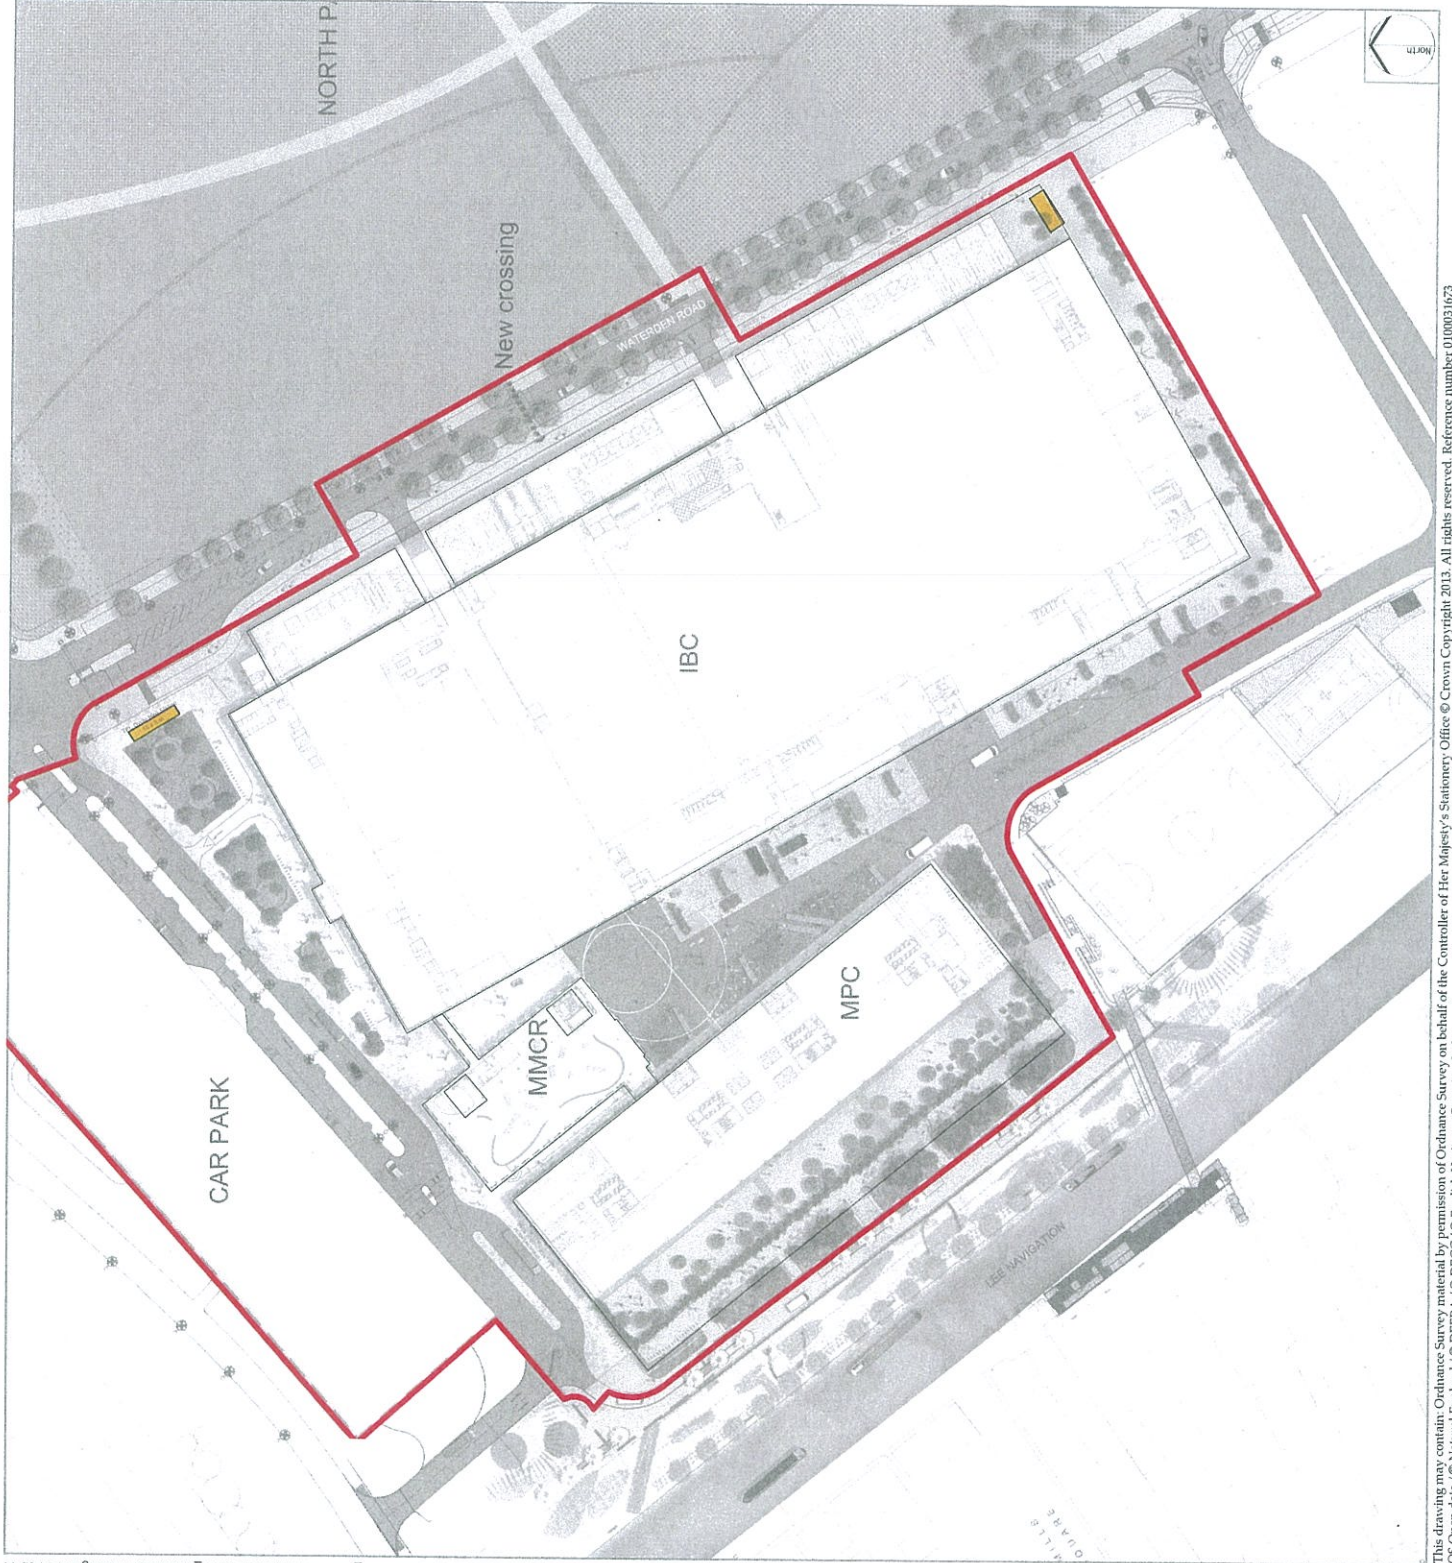 NORTH PA
North
New crossing
WATERDEN ROAD
IBC
MMCR
MPC
CAR PARK
LEE NAVIGATION
This drawing may contain: Ordnance Survey material by permission of Ordnance Survey on behalf of the Controller of Her Majesty's Stationery Office © Crown Copyright 2013. All rights reserved. Reference number 0100031673